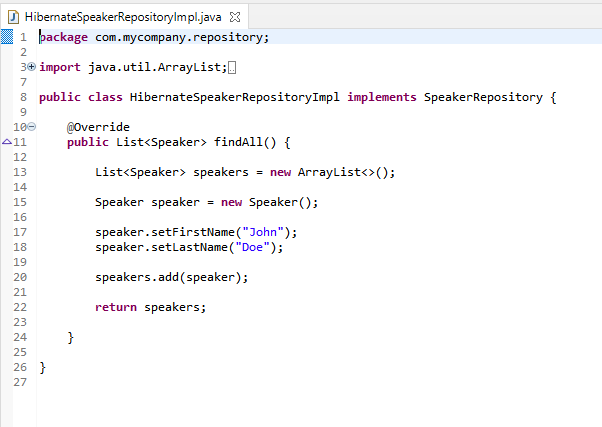 HibernateSpeakerRepositoryImpl.java
1 package com.mycompany.repository;
2
3 import java.util.ArrayList;
7
8 public class HibernateSpeakerRepositoryImpl implements SpeakerRepository {
9
10 @Override
11 public List<Speaker> findAll() {
12
13 List<Speaker> speakers = new ArrayList<>();
14
15 Speaker speaker = new Speaker();
16
17 speaker.setFirstName("John");
18 speaker.setLastName("Doe");
19
20 speakers.add(speaker);
21
22 return speakers;
23
24 }
25
26 }
27